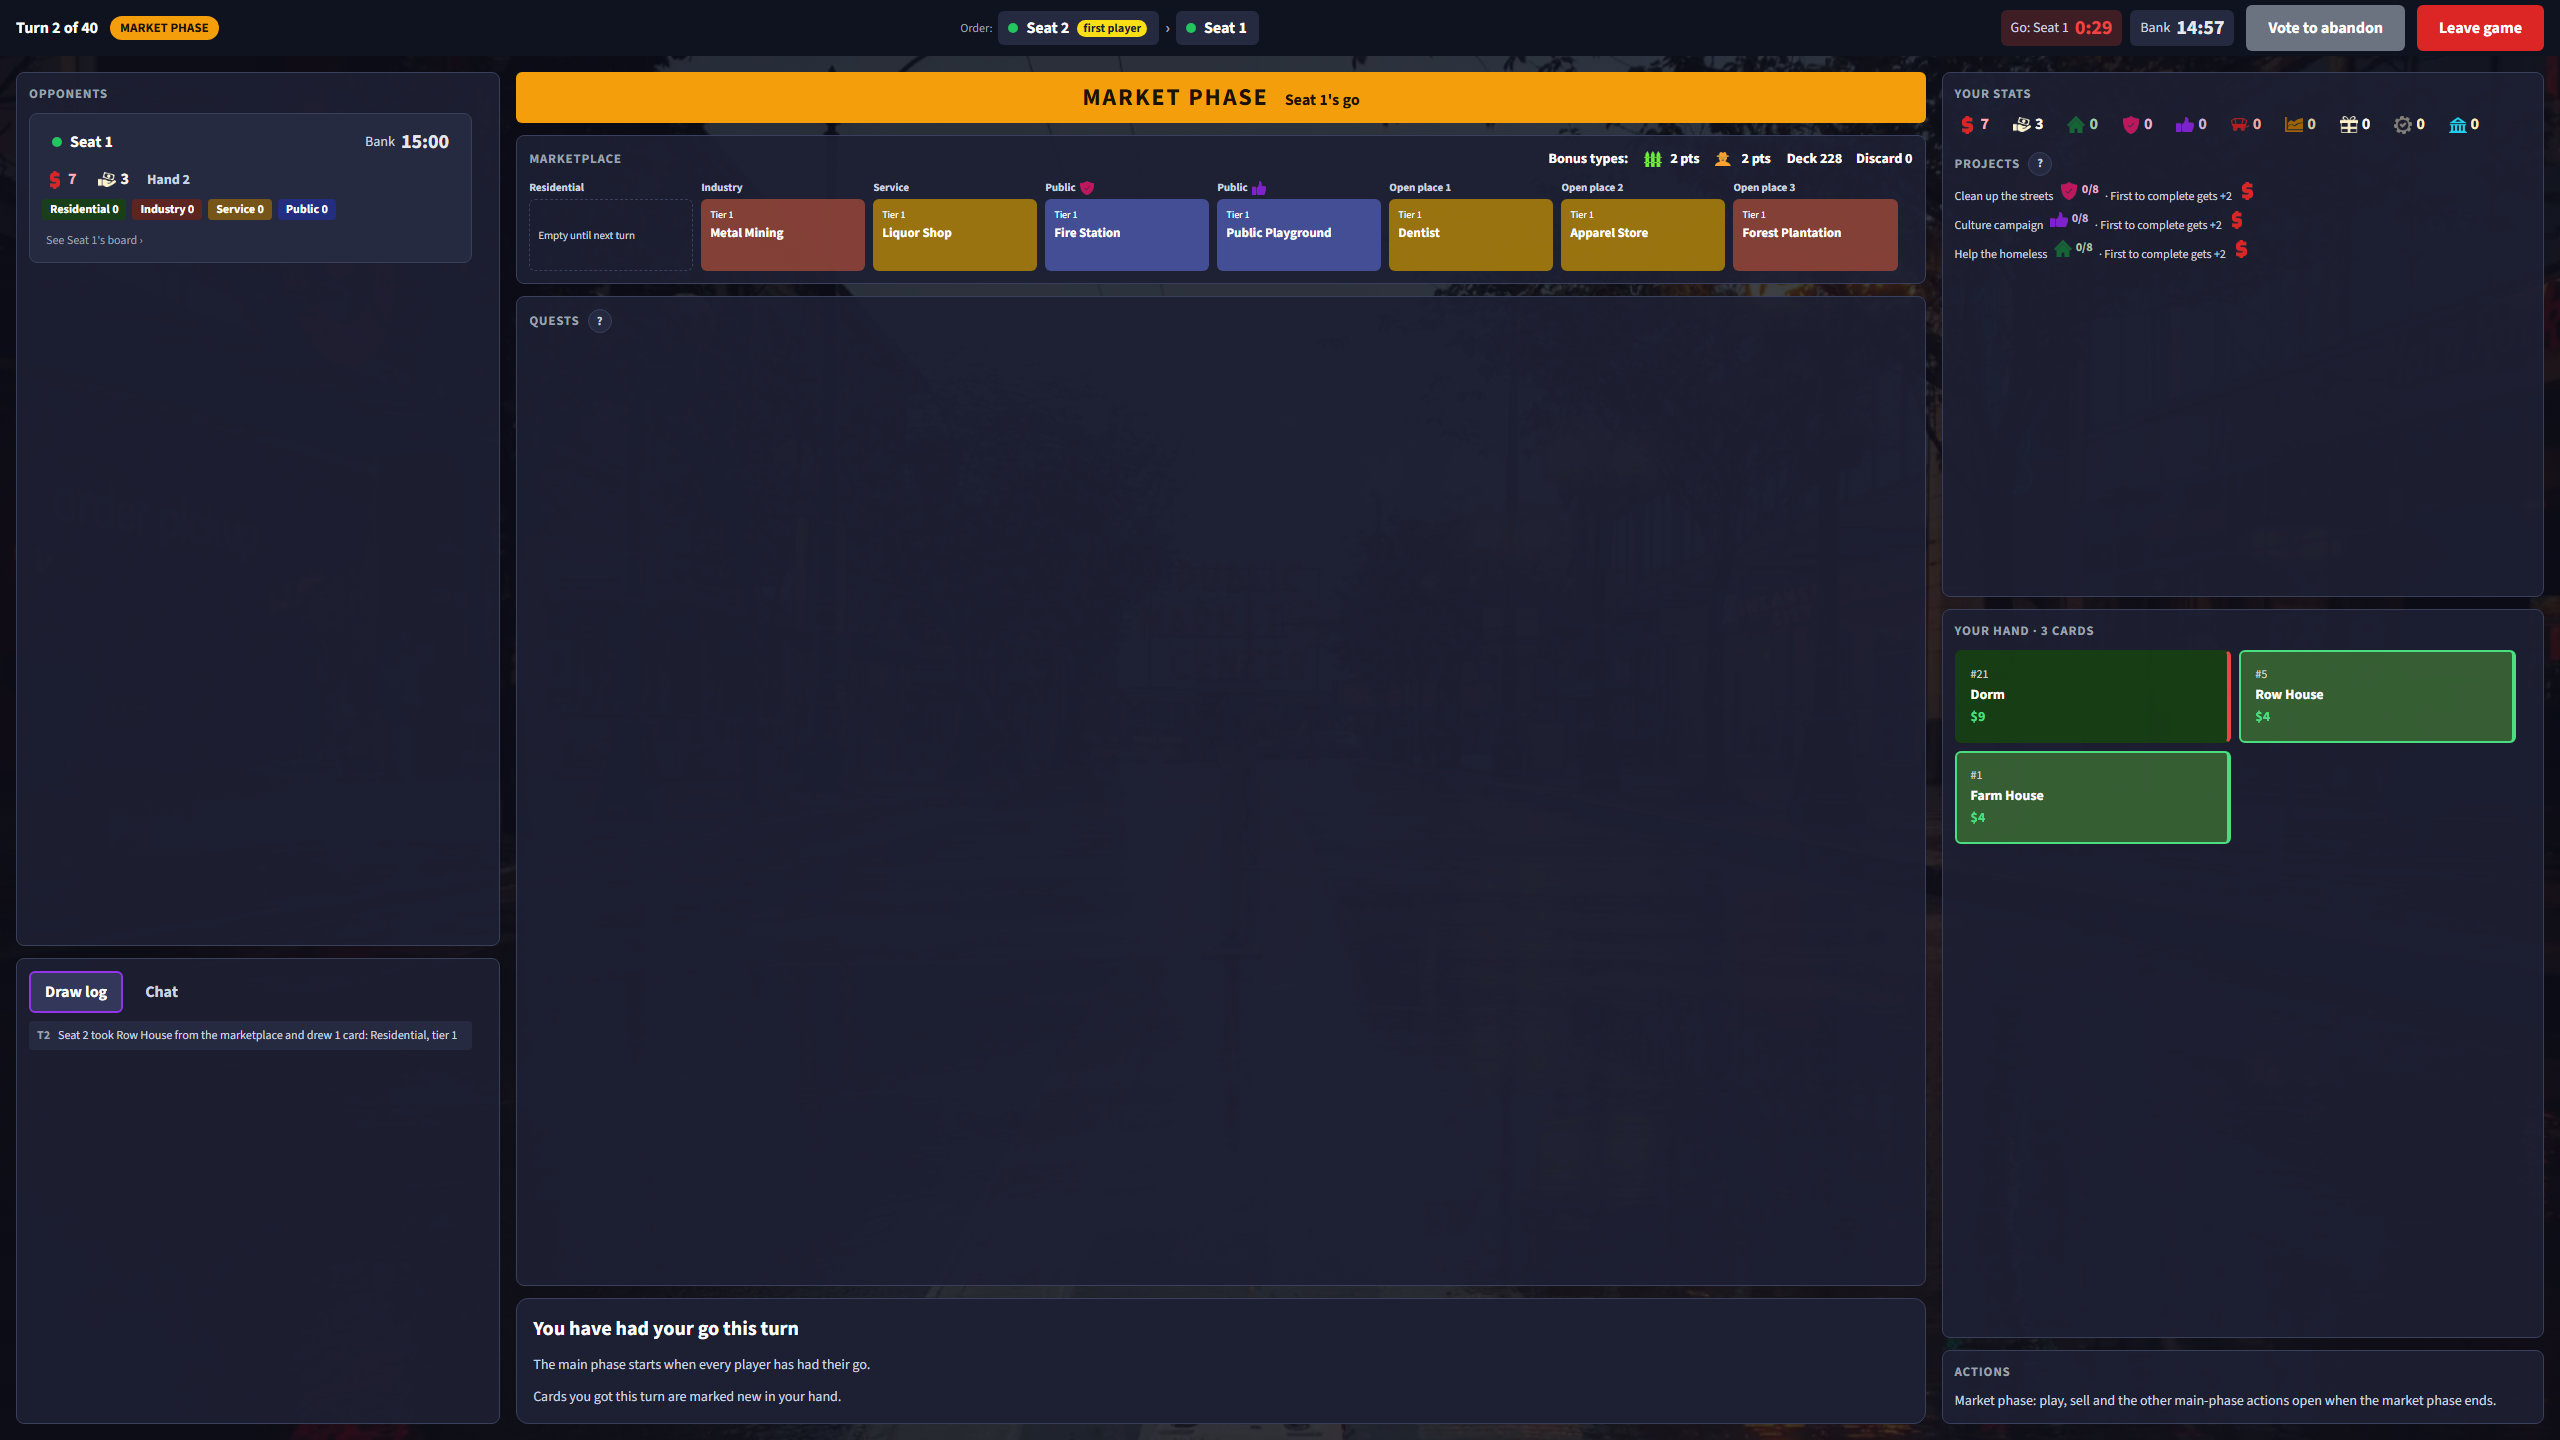 Turn 2 of 40 MARKET PHASE
Order: Seat 2 first player › Seat 1
Go: Seat 1 0:29 Bank 14:57 Vote to abandon Leave game
OPPONENTS
Seat 1 Bank 15:00
7 3 Hand 2
Residential 0 Industry 0 Service 0 Public 0
See Seat 1's board ›
Draw log Chat
T2 Seat 2 took Row House from the marketplace and drew 1 card: Residential, tier 1
MARKET PHASE Seat 1's go
MARKETPLACE Bonus types: 2 pts 2 pts Deck 228 Discard 0
Residential Industry Service Public Public Open place 1 Open place 2 Open place 3
Empty until next turn
Tier 1
Metal Mining
Tier 1
Liquor Shop
Tier 1
Fire Station
Tier 1
Public Playground
Tier 1
Dentist
Tier 1
Apparel Store
Tier 1
Forest Plantation
QUESTS ?
You have had your go this turn
The main phase starts when every player has had their go.
Cards you got this turn are marked new in your hand.
YOUR STATS
7 3 0 0 0 0 0 0 0 0
PROJECTS ?
Clean up the streets 0/8 · First to complete gets +2
Culture campaign 0/8 · First to complete gets +2
Help the homeless 0/8 · First to complete gets +2
YOUR HAND · 3 CARDS
#21
Dorm
$9
#5
Row House
$4
#1
Farm House
$4
ACTIONS
Market phase: play, sell and the other main-phase actions open when the market phase ends.